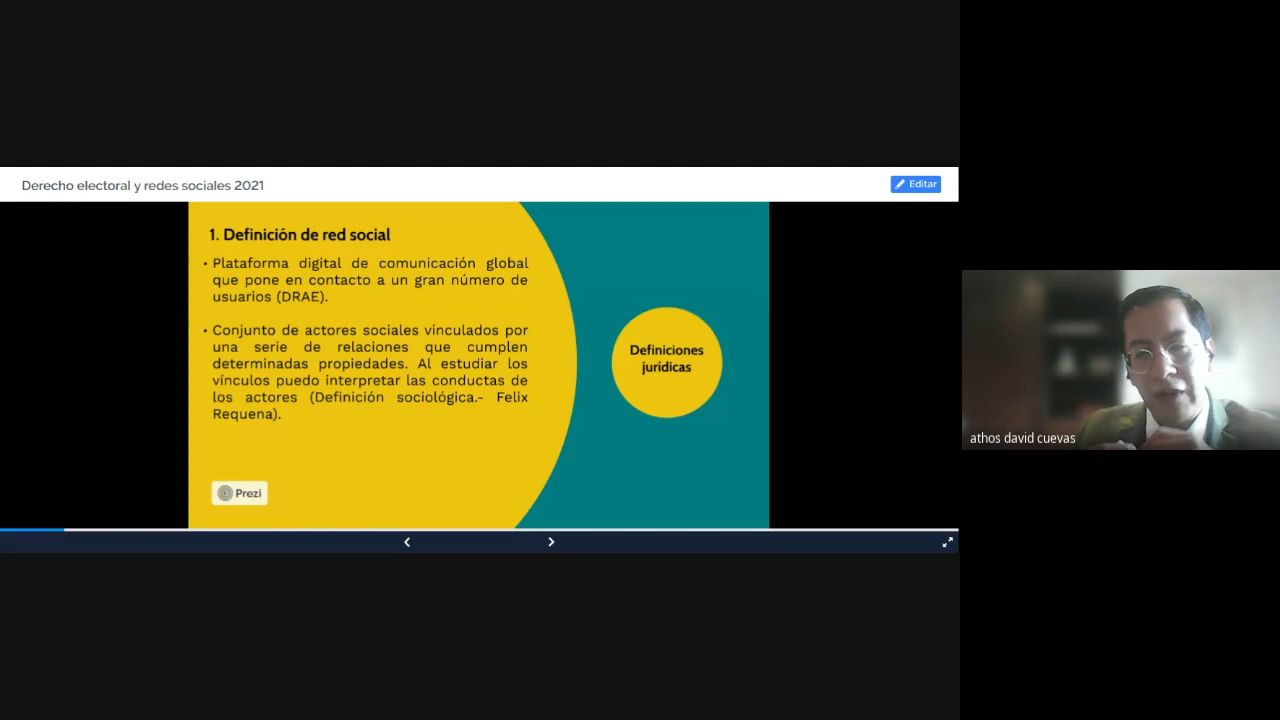 Derecho electoral y redes sociales 2021
Editar
1. Definición de red social
• Plataforma digital de comunicación global
que pone en contacto a un gran número de
usuarios (DRAE).
• Conjunto de actores sociales vinculados por
una serie de relaciones que cumplen
determinadas propiedades. Al estudiar los
vínculos puedo interpretar las conductas de
los actores (Definición sociológica.- Felix
Requena).
Definiciones
jurídicas
Prezi
athos david cuevas